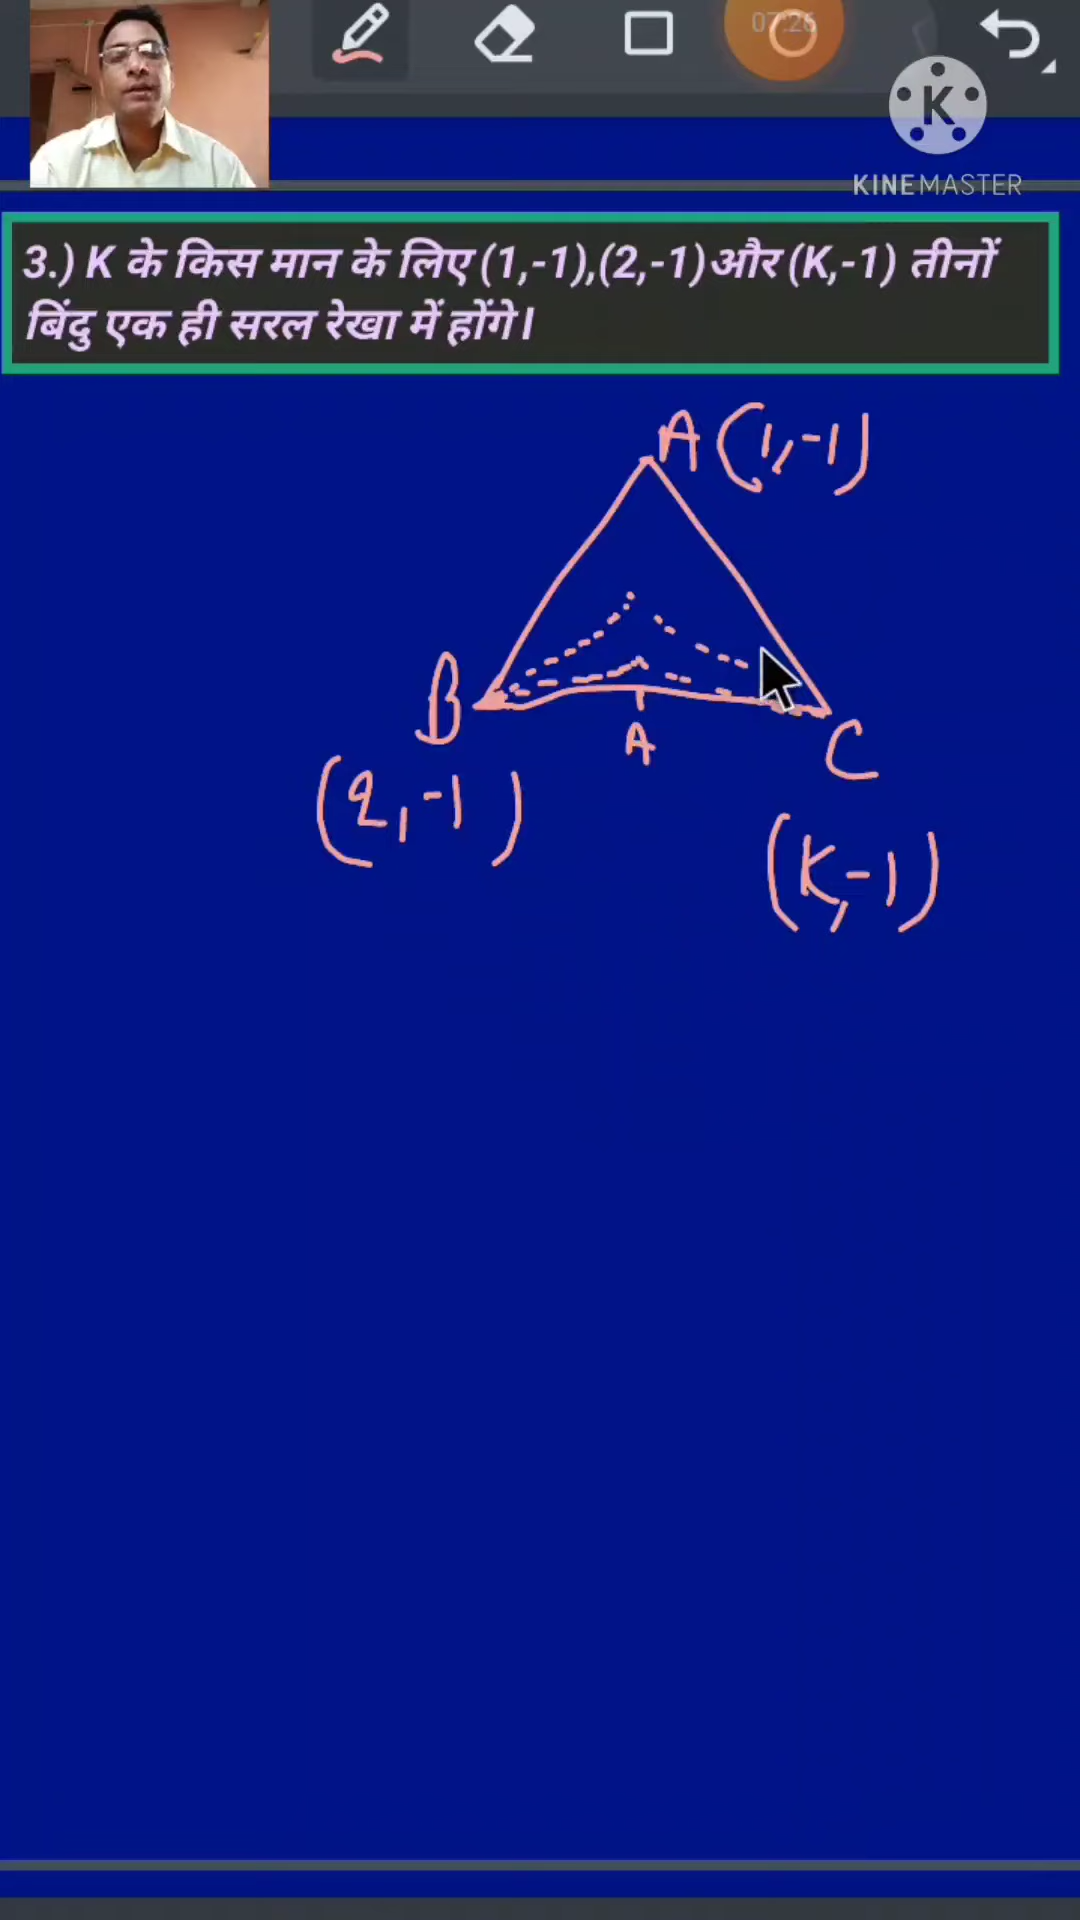 07:26
K
KINEMASTER
3.) K के किस मान के लिए (1,-1),(2,-1)और (K,-1) तीनों
बिंदु एक ही सरल रेखा में होंगे।
A (1,-1)
B
A
C
(2,-1)
(K,-1)